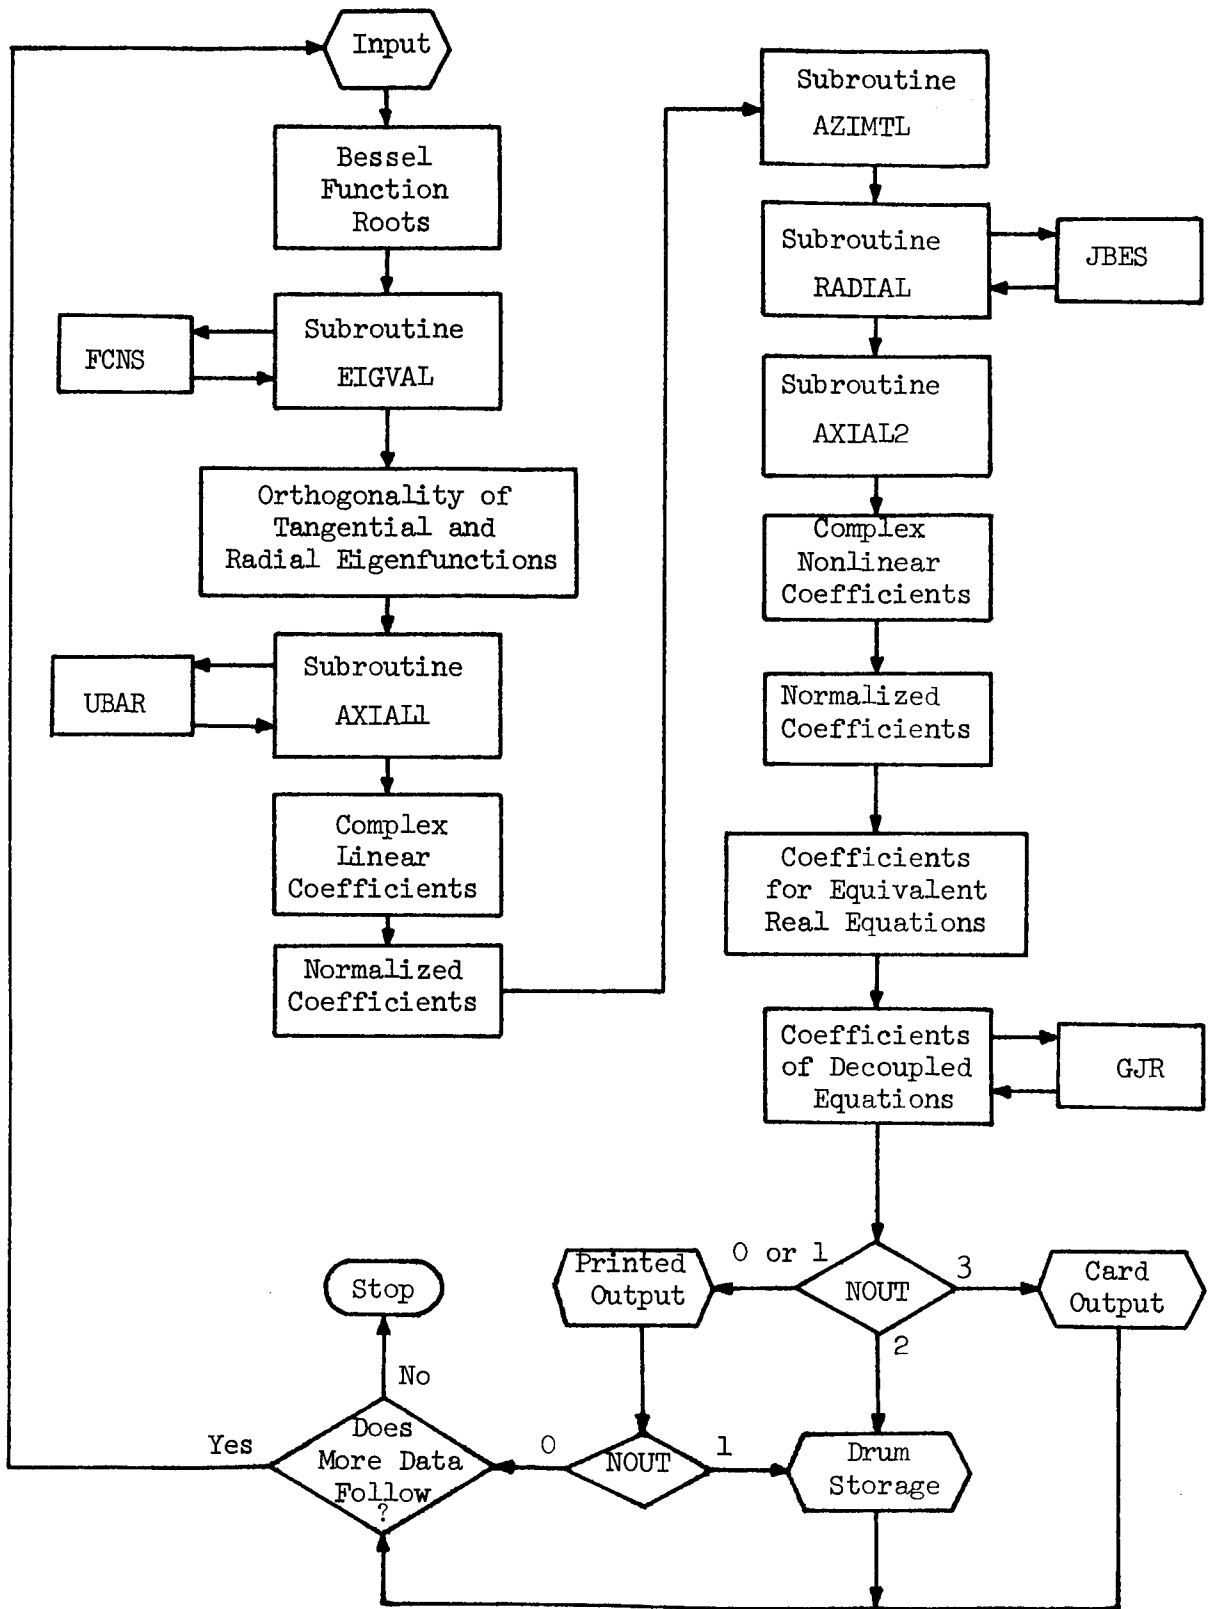 Input
Bessel
Function
Roots
Subroutine
EIGVAL
FCNS
Orthogonality of
Tangential and
Radial Eigenfunctions
Subroutine
AXIAL1
UBAR
Complex
Linear
Coefficients
Normalized
Coefficients
Subroutine
AZIMTL
Subroutine
RADIAL
JBES
Subroutine
AXIAL2
Complex
Nonlinear
Coefficients
Normalized
Coefficients
Coefficients
for Equivalent
Real Equations
Coefficients
of Decoupled
Equations
GJR
0 or 1
NOUT
3
2
Printed
Output
Card
Output
NOUT
0
1
Drum
Storage
Does
More Data
Follow
?
Yes
No
Stop